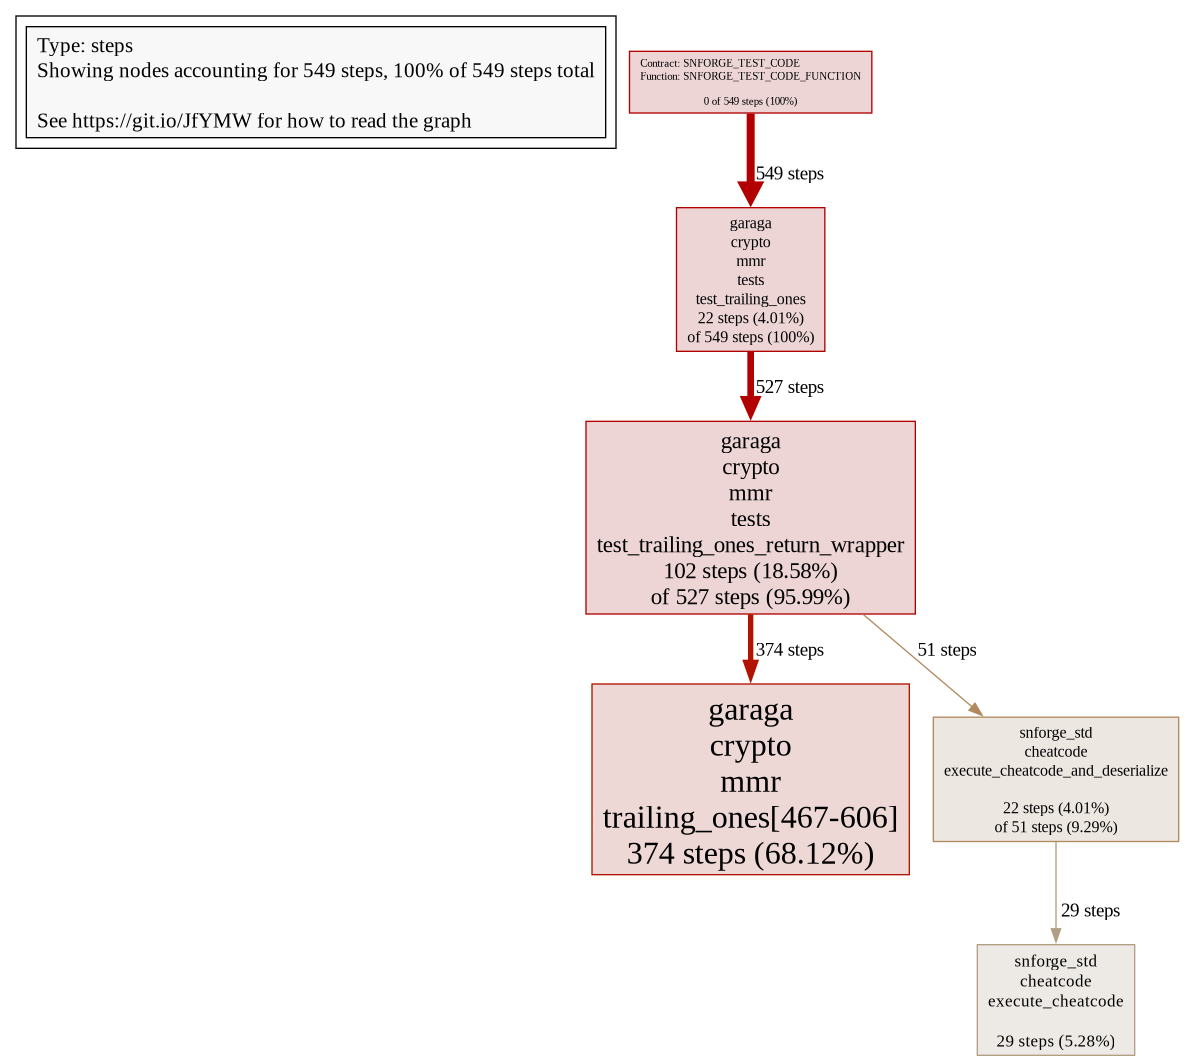 Type: steps
Showing nodes accounting for 549 steps, 100% of 549 steps total
See https://git.io/JfYMW for how to read the graph
Contract: SNFORGE_TEST_CODE
Function: SNFORGE_TEST_CODE_FUNCTION
0 of 549 steps (100%)
549 steps
garaga
crypto
mmr
tests
test_trailing_ones
22 steps (4.01%)
of 549 steps (100%)
527 steps
garaga
crypto
mmr
tests
test_trailing_ones_return_wrapper
102 steps (18.58%)
of 527 steps (95.99%)
374 steps
51 steps
garaga
crypto
mmr
trailing_ones[467-606]
374 steps (68.12%)
snforge_std
cheatcode
execute_cheatcode_and_deserialize
22 steps (4.01%)
of 51 steps (9.29%)
29 steps
snforge_std
cheatcode
execute_cheatcode
29 steps (5.28%)